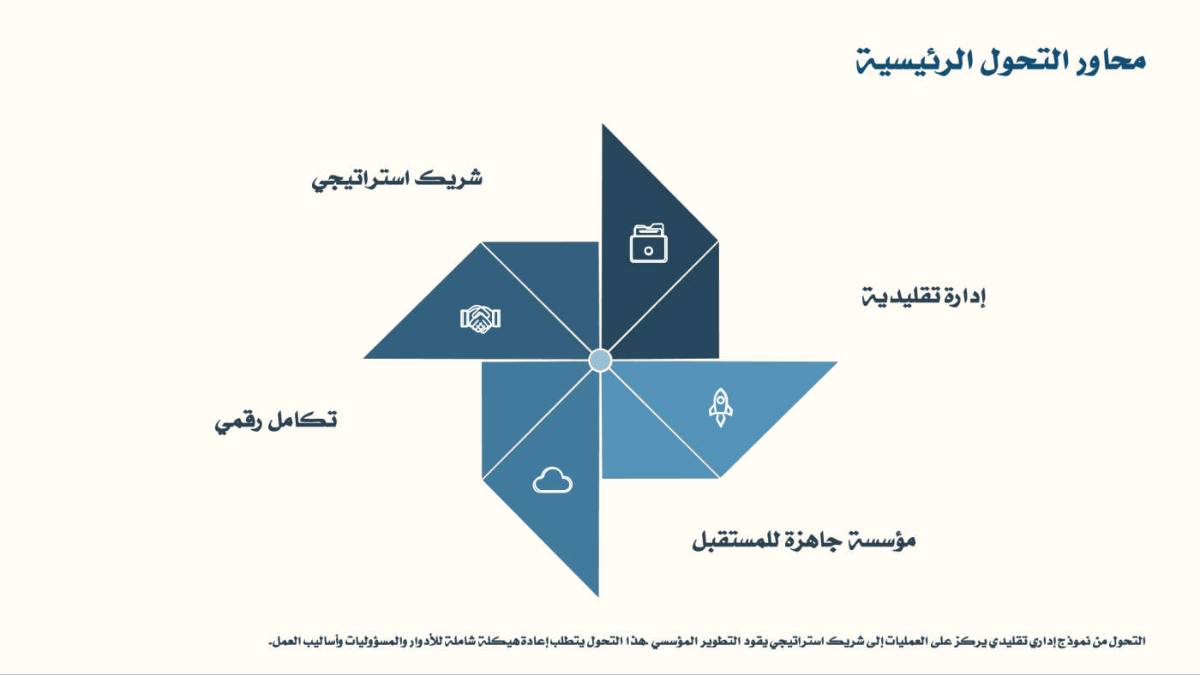 محاور التحول الرئيسية
شريك استراتيجي
إدارة تقليدية
تكامل رقمي
مؤسسة جاهزة للمستقبل
التحول من نموذج إداري تقليدي يركز على العمليات إلى شريك استراتيجي يقود التطوير المؤسسي .هذا التحول يتطلب إعادة هيكلة شاملة للأدوار والمسؤوليات وأساليب العمل.